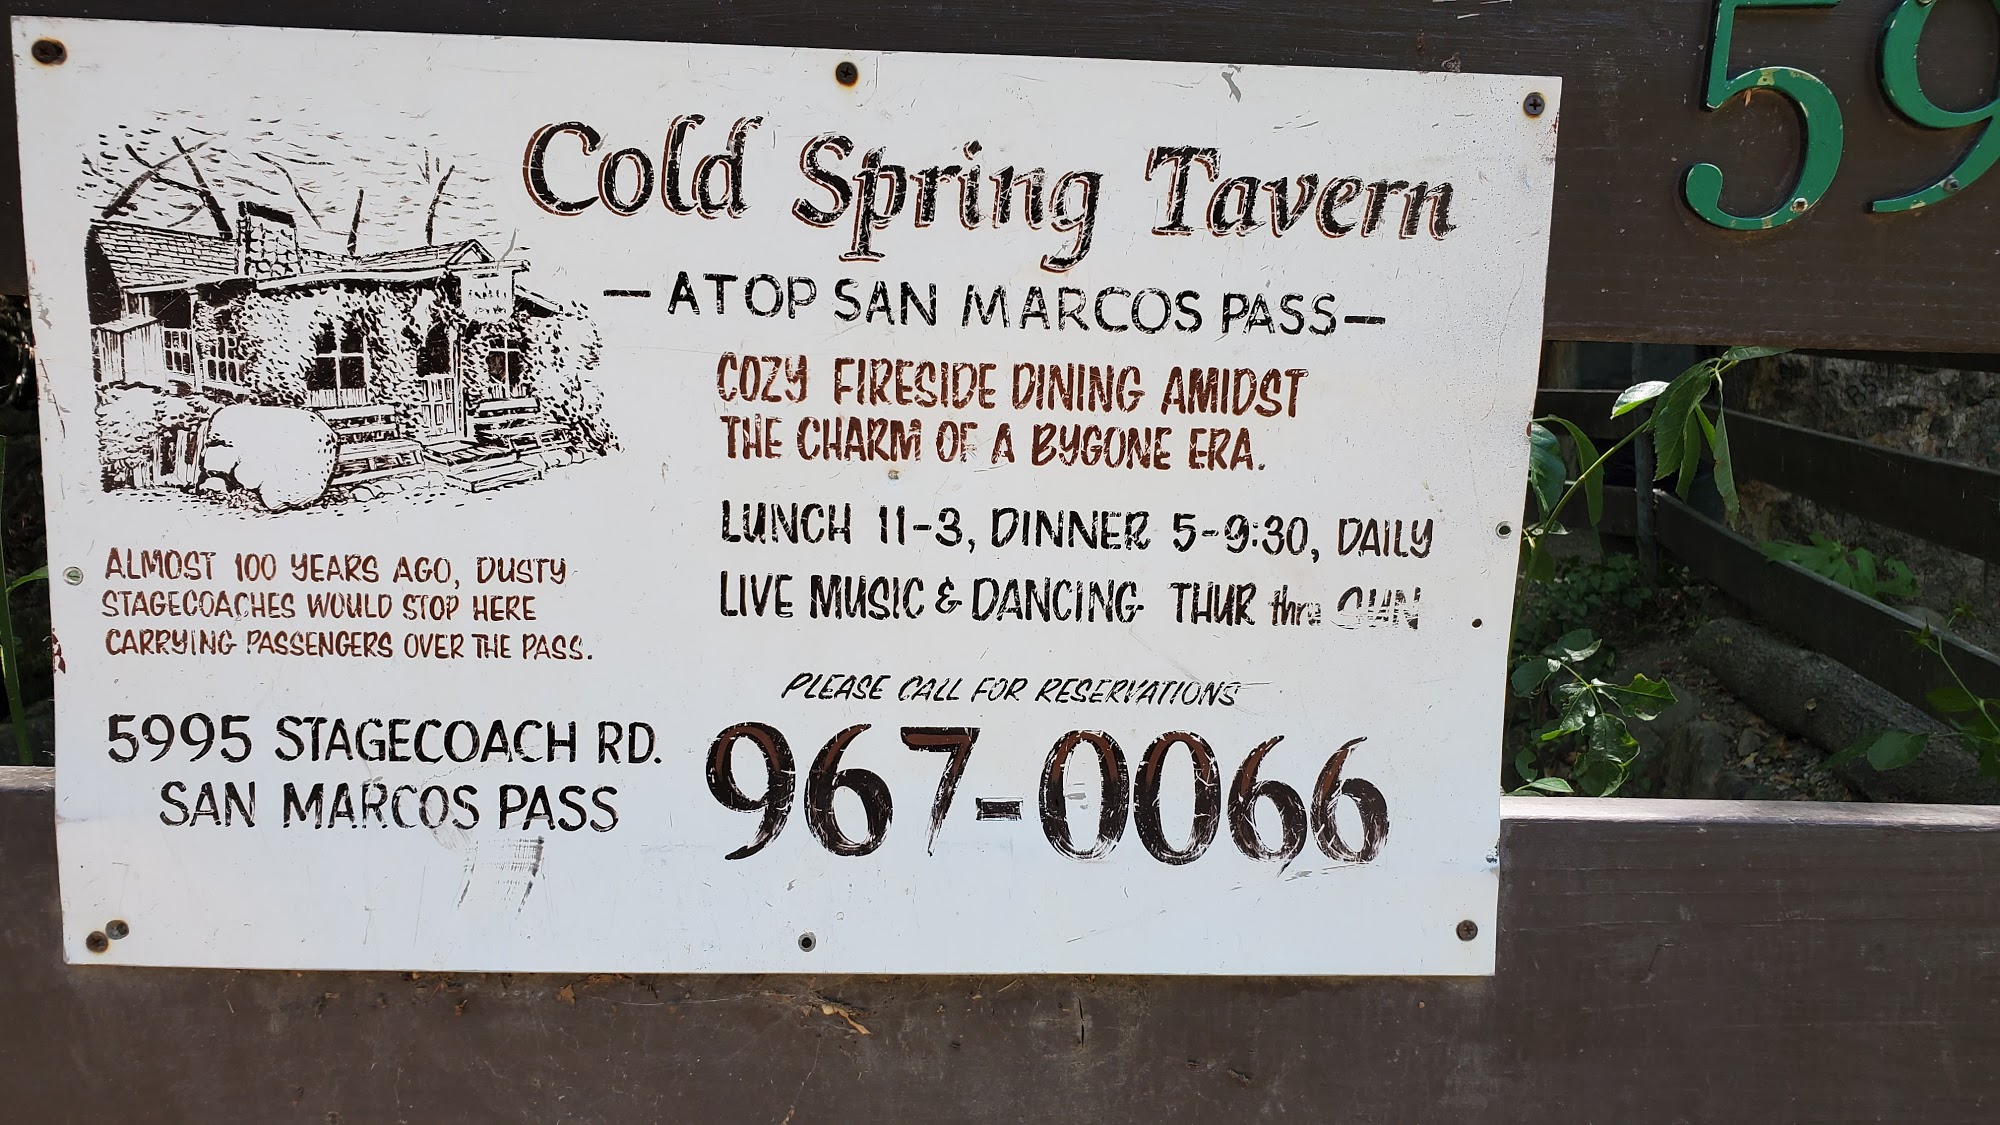 Cold Spring Tavern
- ATOP SAN MARCOS PASS -
COZY FIRESIDE DINING AMIDST
THE CHARM OF A BYGONE ERA.
LUNCH 11-3, DINNER 5-9:30, DAILY
LIVE MUSIC & DANCING THUR thru SUN
ALMOST 100 YEARS AGO, DUSTY
STAGECOACHES WOULD STOP HERE
CARRYING PASSENGERS OVER THE PASS.
5995 STAGECOACH RD.
SAN MARCOS PASS
PLEASE CALL FOR RESERVATIONS
967-0066
59